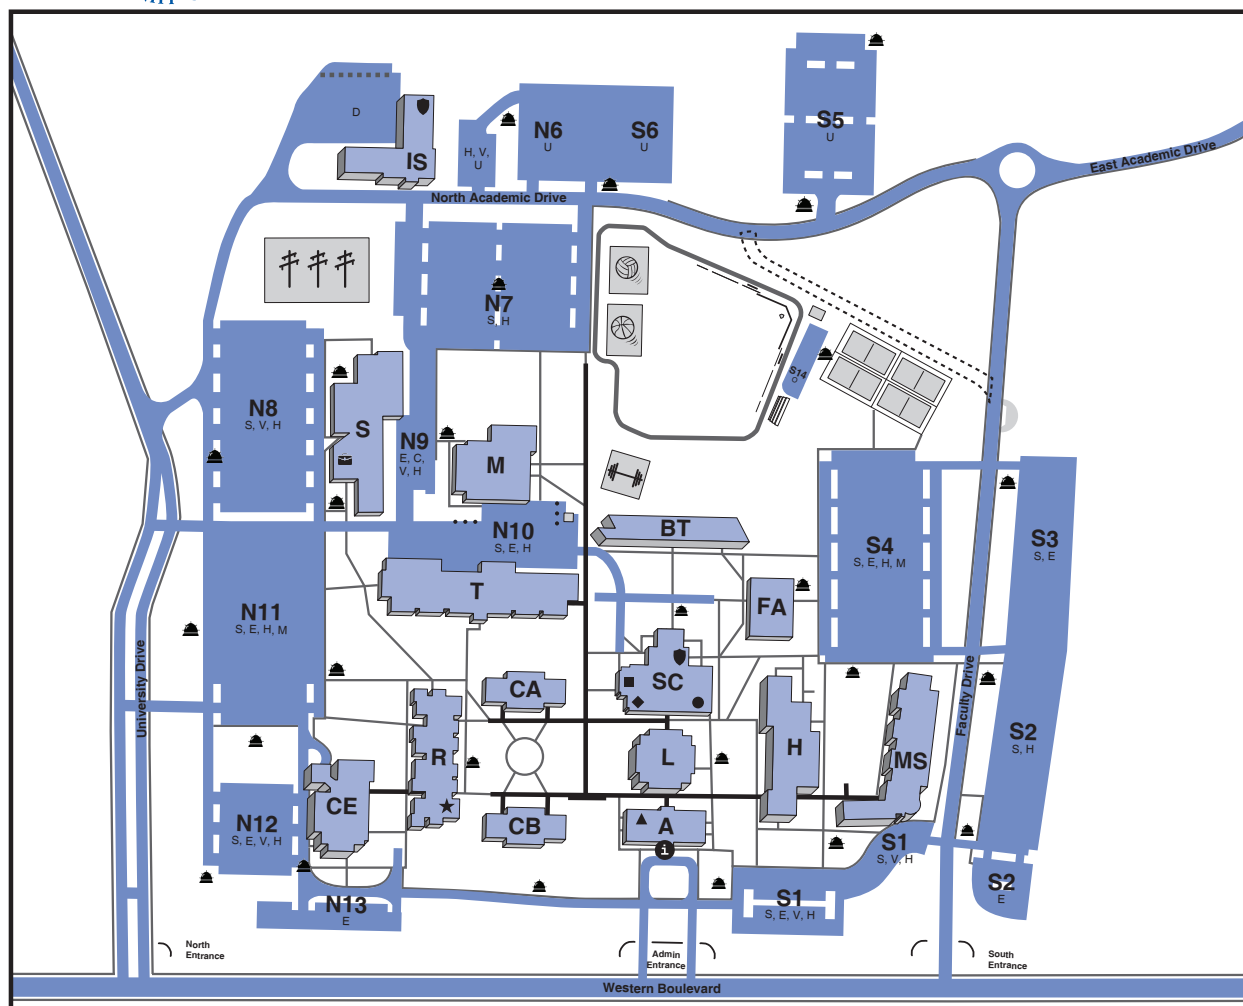 D
IS
H, V,
U
N6
U
S6
U
S5
U
North Academic Drive
East Academic Drive
N7
S, H
S14
U
N8
S, V, H
S
N9
E, C,
V, H
M
N10
S, E, H
BT
S4
S, E, H, M
S3
S, E
T
FA
N11
S, E, H, M
University Drive
CA
SC
Faculty Drive
R
L
H
MS
S2
S, H
CE
CB
A
i
N12
S, E, V, H
S1
S, V, H
N13
E
S1
S, E, V, H
S2
E
North
Entrance
Admin
Entrance
South
Entrance
Western Boulevard